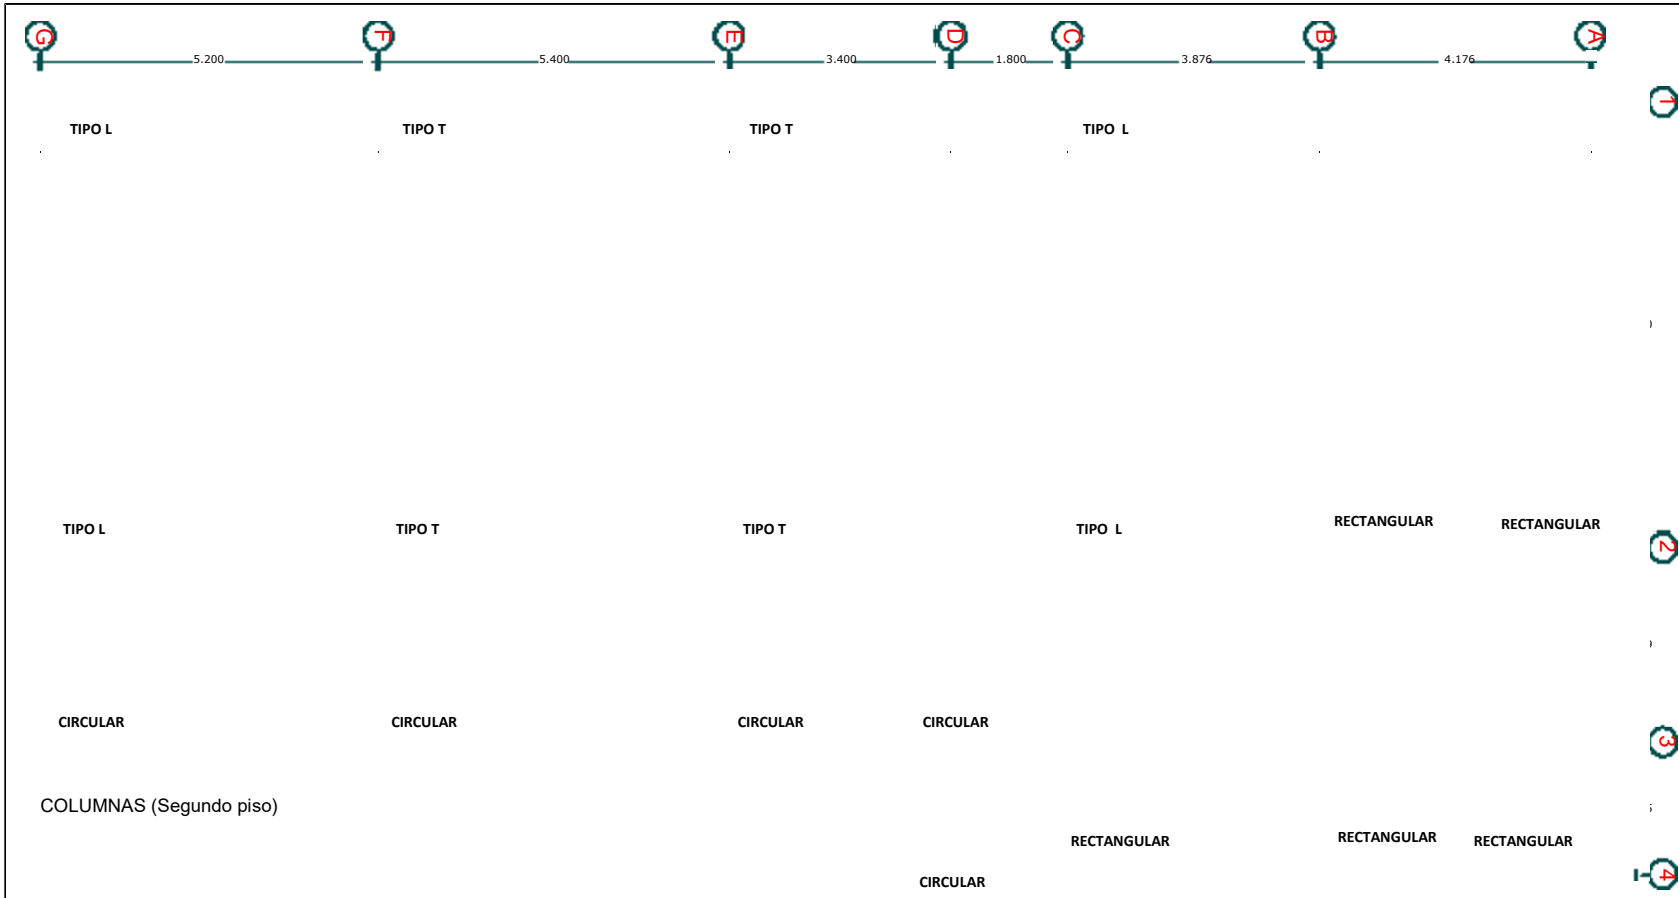 G F E D C B A
5.200 5.400 3.400 1.800 3.876 4.176
1
TIPO L TIPO T TIPO T TIPO L
TIPO L TIPO T TIPO T TIPO L RECTANGULAR RECTANGULAR
2
CIRCULAR CIRCULAR CIRCULAR CIRCULAR
3
COLUMNAS (Segundo piso)
RECTANGULAR RECTANGULAR RECTANGULAR
4
CIRCULAR